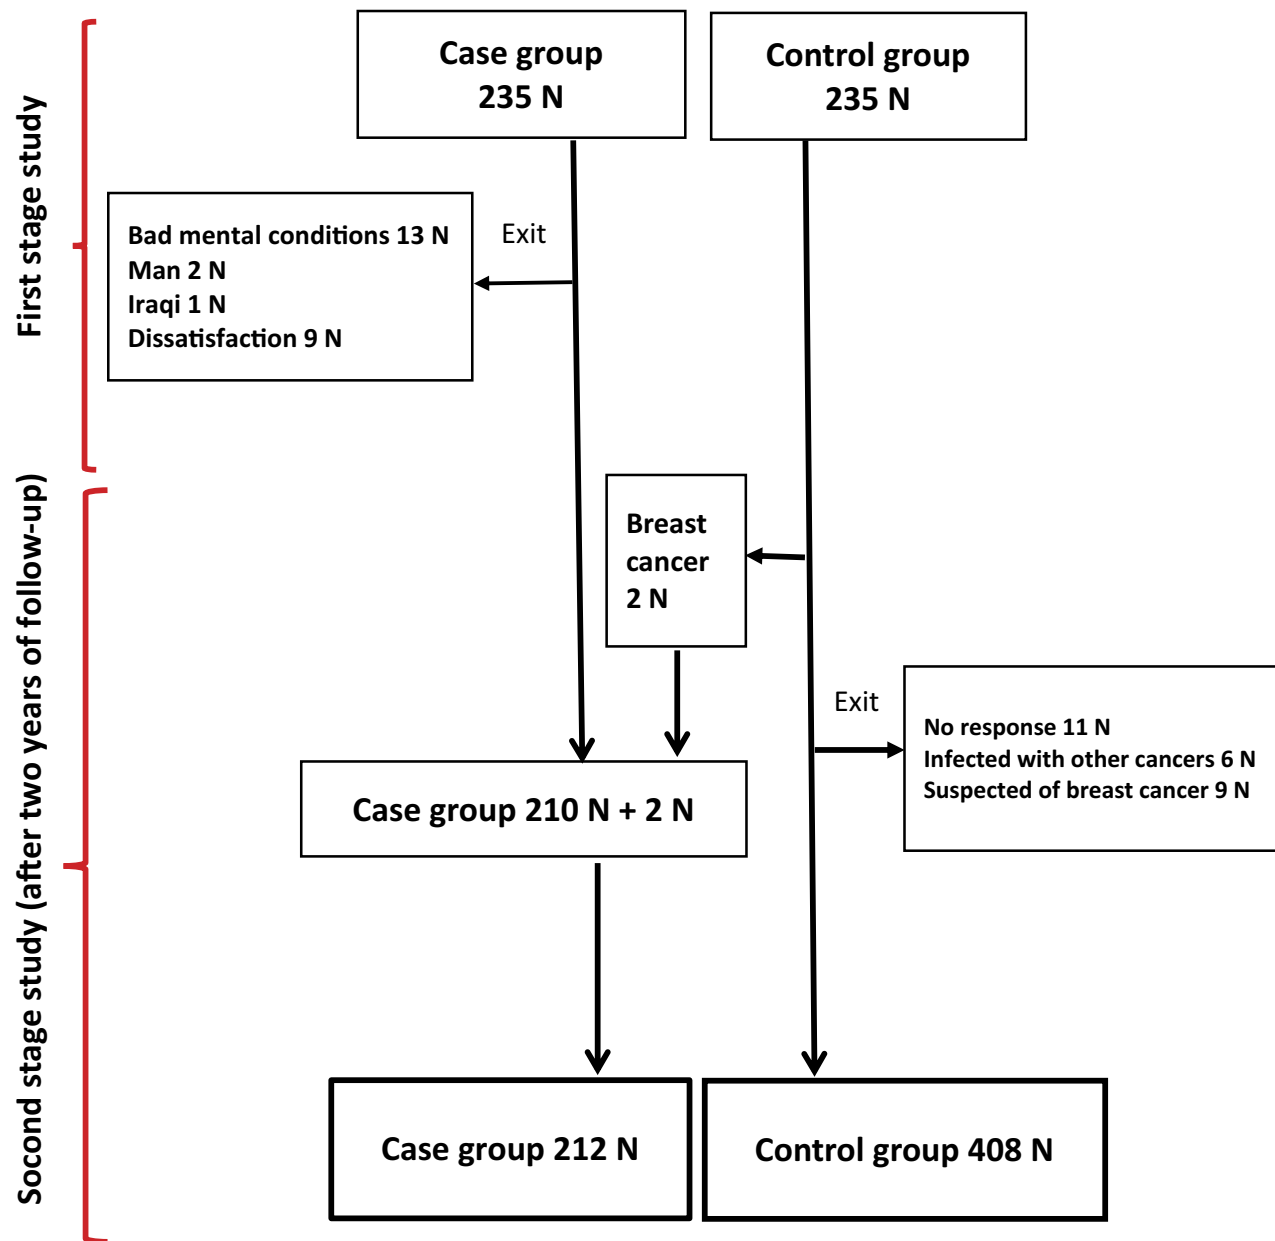 First stage study
Case group
235 N
Control group
235 N
Bad mental conditions 13 N
Man 2 N
Iraqi 1 N
Dissatisfaction 9 N
Exit
Socond stage study (after two years of follow-up)
Breast
cancer
2 N
Exit
No response 11 N
Infected with other cancers 6 N
Suspected of breast cancer 9 N
Case group 210 N + 2 N
Case group 212 N
Control group 408 N